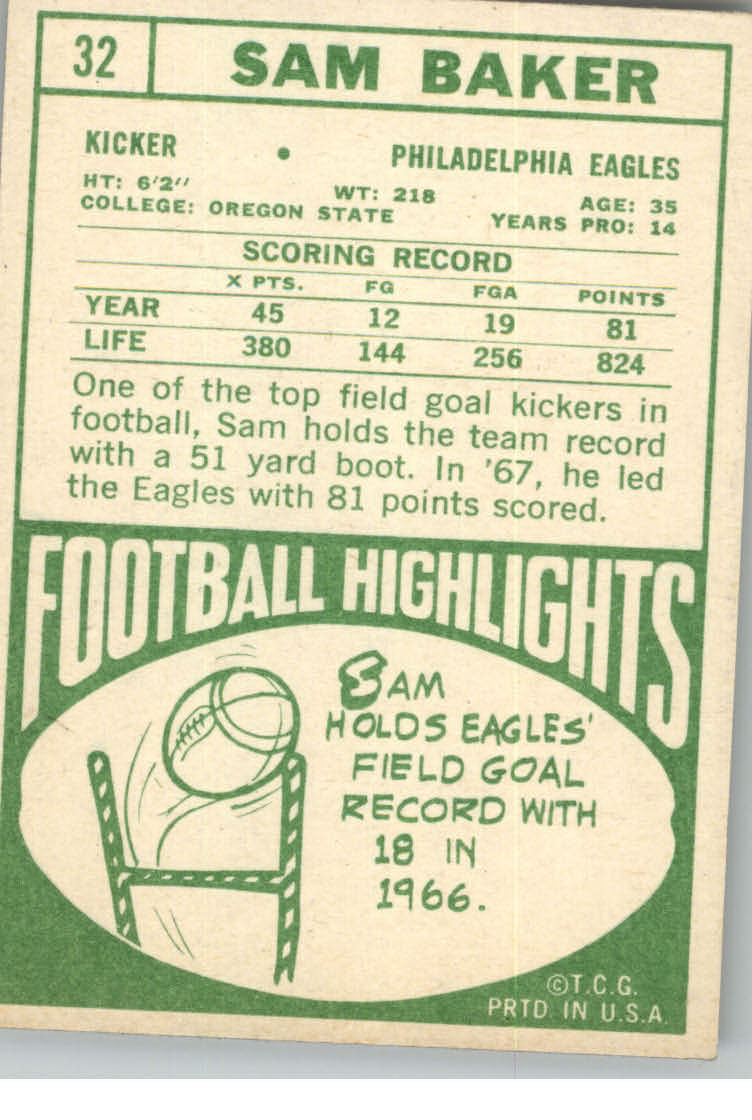 32 SAM BAKER
KICKER • PHILADELPHIA EAGLES
HT: 6'2" WT: 218 AGE: 35
COLLEGE: OREGON STATE YEARS PRO: 14
SCORING RECORD
X PTS. FG FGA POINTS
YEAR 45 12 19 81
LIFE 380 144 256 824
One of the top field goal kickers in
football, Sam holds the team record
with a 51 yard boot. In '67, he led
the Eagles with 81 points scored.
FOOTBALL HIGHLIGHTS
SAM
HOLDS EAGLES'
FIELD GOAL
RECORD WITH
18 IN
1966.
©T.C.G.
PRTD IN U.S.A.